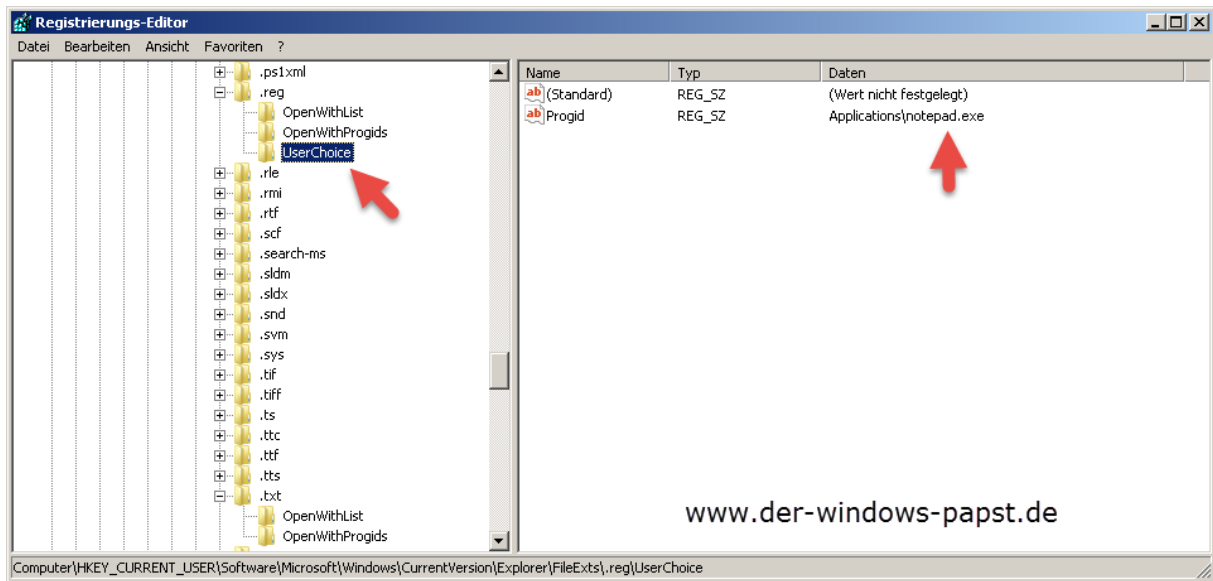 Registrierungs-Editor
Datei Bearbeiten Ansicht Favoriten ?
.ps1xml
.reg
OpenWithList
OpenWithProgids
UserChoice
.rle
.rmi
.rtf
.scf
.search-ms
.sldm
.sldx
.snd
.svm
.sys
.tif
.tiff
.ts
.ttc
.ttf
.tts
.txt
OpenWithList
OpenWithProgids
Name Typ Daten
ab (Standard) REG_SZ (Wert nicht festgelegt)
ab Progid REG_SZ Applications\notepad.exe
www.der-windows-papst.de
Computer\HKEY_CURRENT_USER\Software\Microsoft\Windows\CurrentVersion\Explorer\FileExts\.reg\UserChoice